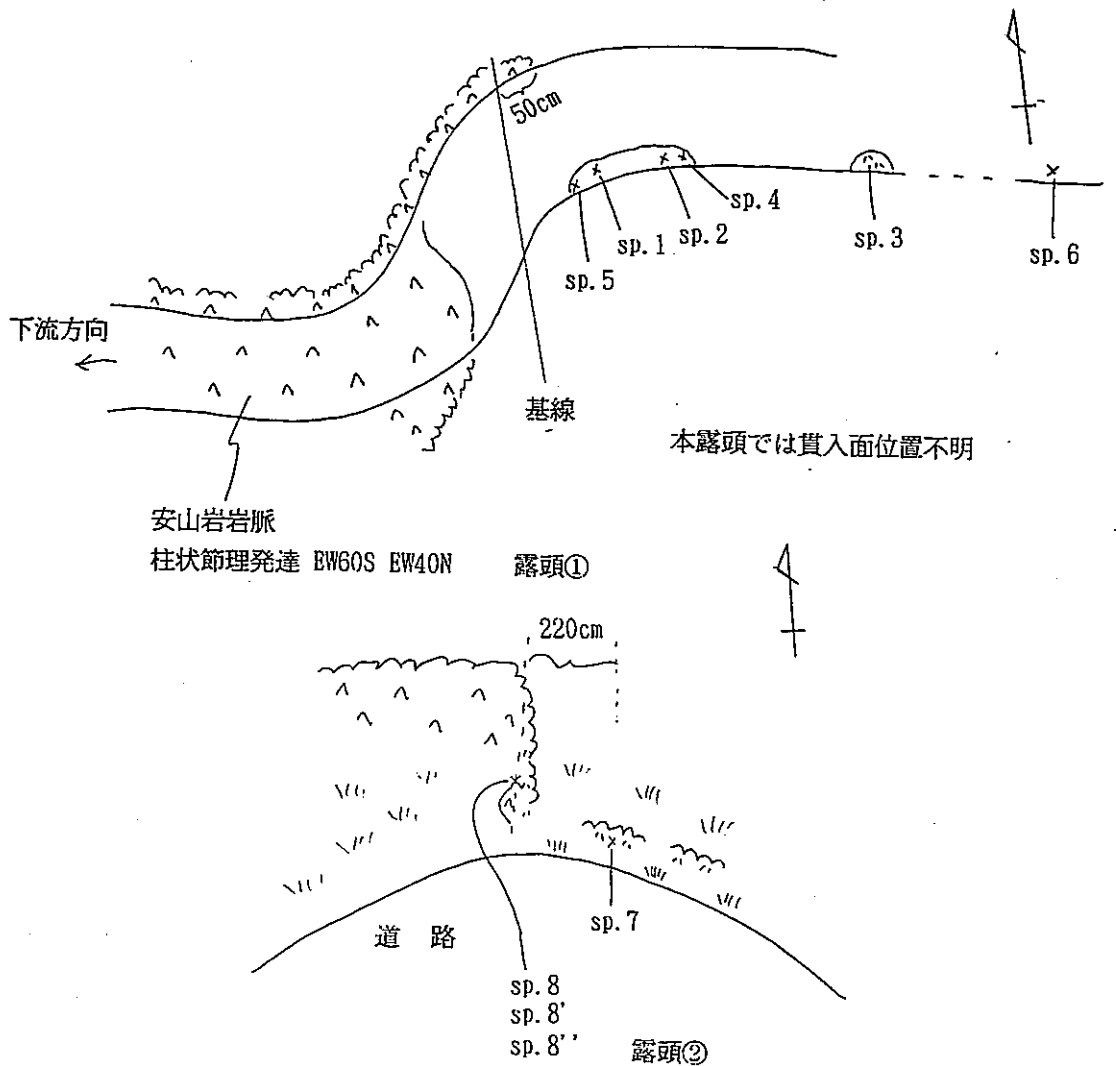 50cm
sp.4
sp.2
sp.1
sp.5
sp.3
sp.6
下流方向
基線
本露頭では貫入面位置不明
安山岩岩脈
柱状節理発達 EW60S EW40N 露頭①
220cm
sp.7
道 路
sp.8
sp.8'
sp.8'' 露頭②